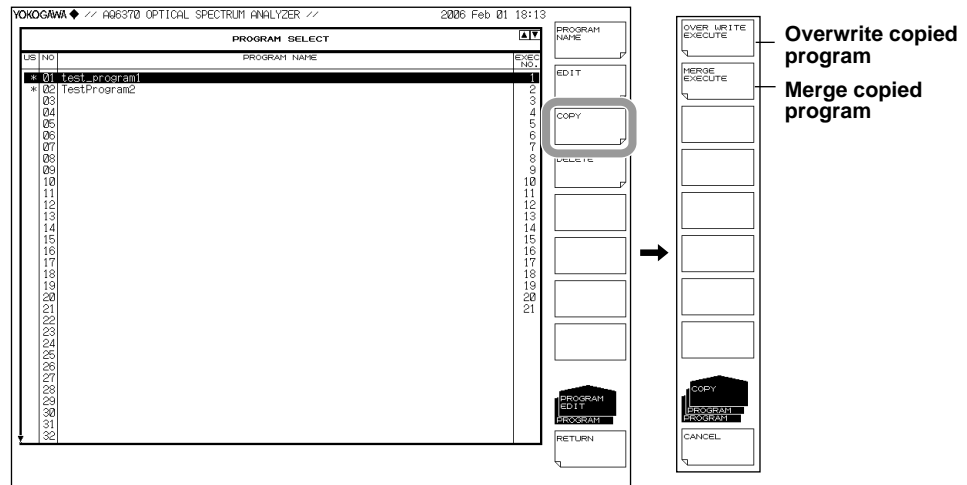 YOKOGAWA ◆ // AQ6370 OPTICAL SPECTRUM ANALYZER // 2006 Feb 01 18:13
PROGRAM SELECT ▲ ▼
US NO PROGRAM NAME EXEC NO.
* 01 test_program1 1
* 02 TestProgram2 2
03 3
04 4
05 5
06 6
07 7
08 8
09 9
10 10
11 11
12 12
13 13
14 14
15 15
16 16
17 17
18 18
19 19
20 20
21 21
22
23
24
25
26
27
28
29
30
31
32
PROGRAM
NAME
EDIT
COPY
DELETE
PROGRAM
EDIT
PROGRAM
RETURN
OVER WRITE
EXECUTE
MERGE
EXECUTE
COPY
PROGRAM
PROGRAM
CANCEL
Overwrite copied
program
Merge copied
program